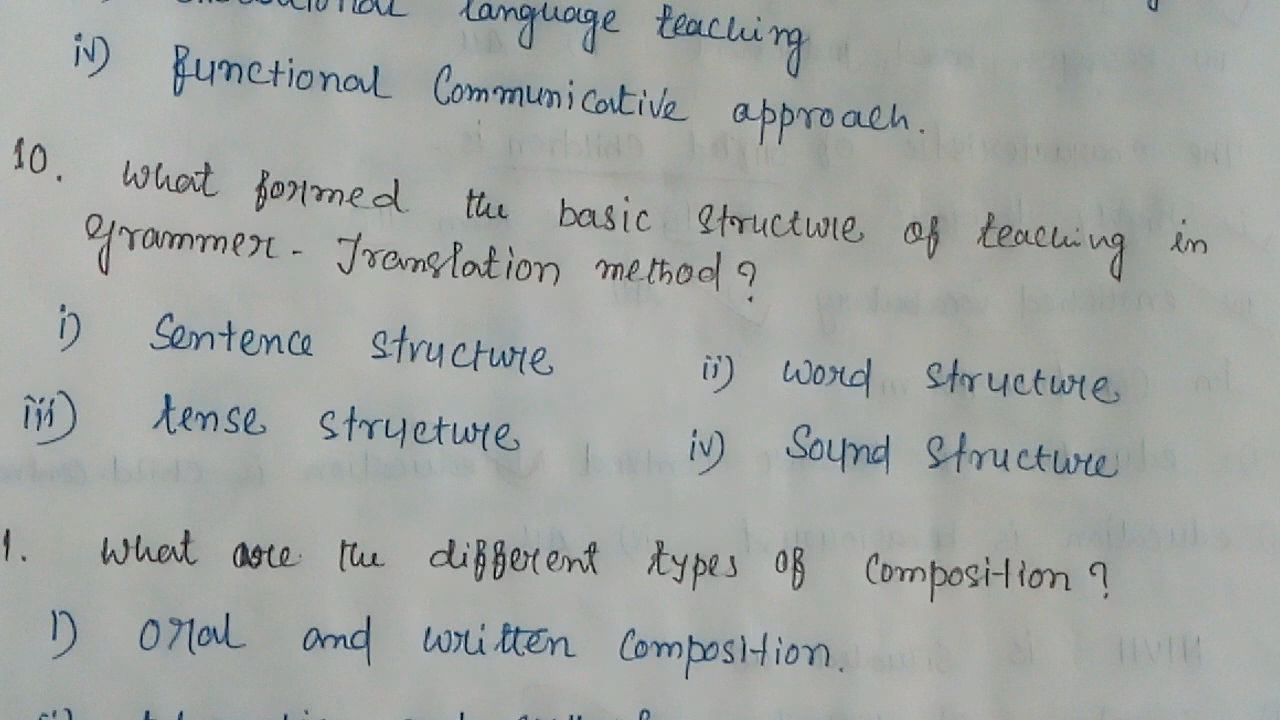 language teaching
iv) functional Communicative approach.
10. What formed the basic structure of teaching in
grammer - Translation method?
i) Sentence structure
ii) word structure
iii) tense structure
iv) Sound structure
1. What are the different types of Composition?
1) oral and written Composition.